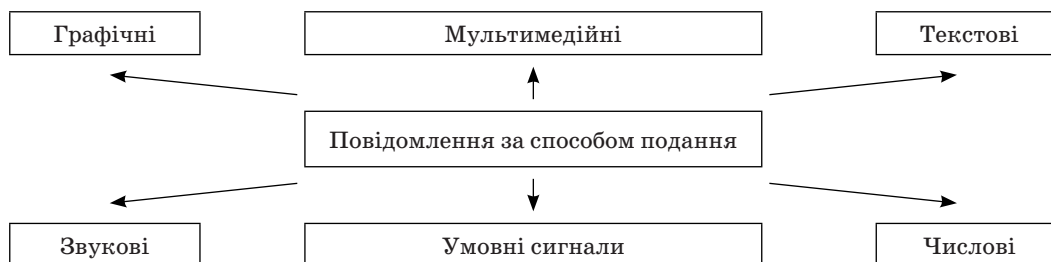 Графічні
Мультимедійні
Текстові
Повідомлення за способом подання
Звукові
Умовні сигнали
Числові